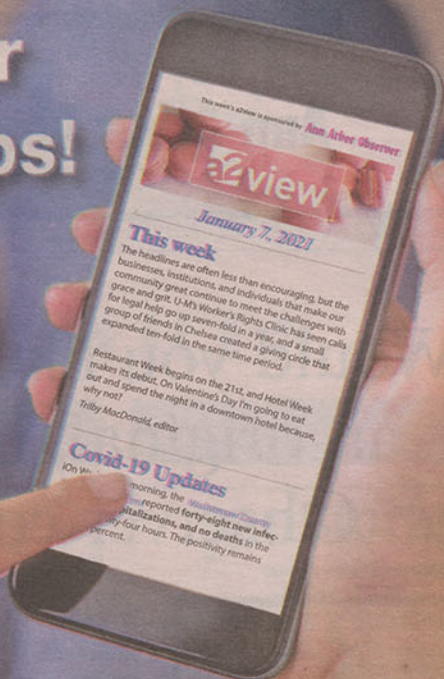 r
os!
This week's a2view is sponsored by Ann Arbor Observer
a2view
January 7, 2021
This week
The headlines are often less than encouraging, but the
businesses, institutions, and individuals that make our
community great continue to meet the challenges with
grace and grit. U-M's Worker's Rights Clinic has seen calls
for legal help go up seven-fold in a year, and a small
group of friends in Chelsea created a giving circle that
expanded ten-fold in the same time period.
Restaurant Week begins on the 21st, and Hotel Week
makes its debut. On Valentine's Day I'm going to eat
out and spend the night in a downtown hotel because,
why not?
Trilby MacDonald, editor
Covid-19 Updates
iOn W morning, the Washtenaw County
reported forty-eight new infec-
pitalizations, and no deaths in the
ty-four hours. The positivity remains
percent.